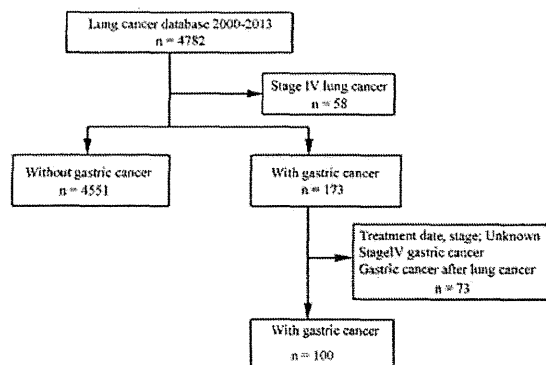 Lung cancer database 2000-2013
n = 4782
Stage IV lung cancer
n = 58
Without gastric cancer
n = 4551
With gastric cancer
n = 173
Treatment date, stage; Unknown
StageIV gastric cancer
Gastric cancer after lung cancer
n = 73
With gastric cancer
n = 100